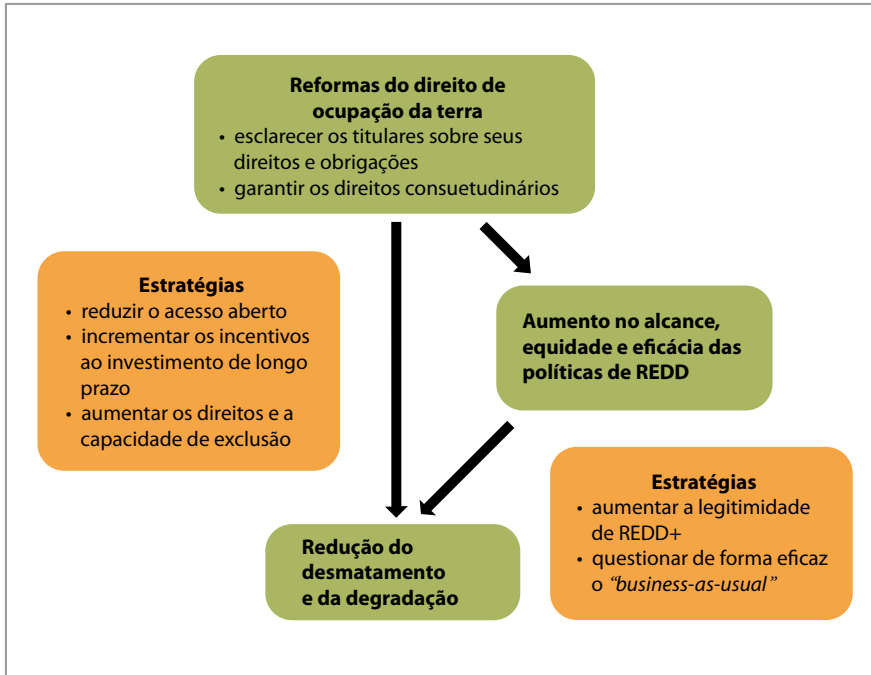 Reformas do direito de
ocupação da terra
• esclarecer os titulares sobre seus
direitos e obrigações
• garantir os direitos consuetudinários
Estratégias
• reduzir o acesso aberto
• incrementar os incentivos
ao investimento de longo
prazo
• aumentar os direitos e a
capacidade de exclusão
Aumento no alcance,
equidade e eficácia das
políticas de REDD
Redução do
desmatamento
e da degradação
Estratégias
• aumentar a legitimidade
de REDD+
• questionar de forma eficaz
o “business-as-usual”